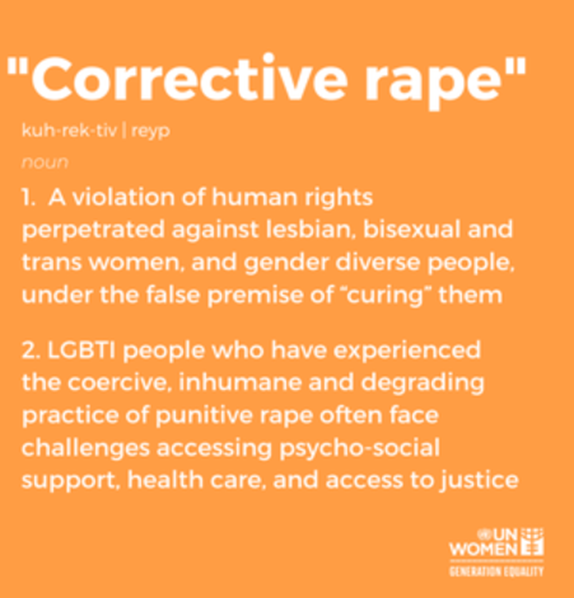 "Corrective rape"
kuh-rek-tiv | reyp
noun
1. A violation of human rights
perpetrated against lesbian, bisexual and
trans women, and gender diverse people,
under the false premise of “curing” them
2. LGBTI people who have experienced
the coercive, inhumane and degrading
practice of punitive rape often face
challenges accessing psycho-social
support, health care, and access to justice
UN
WOMEN
GENERATION EQUALITY